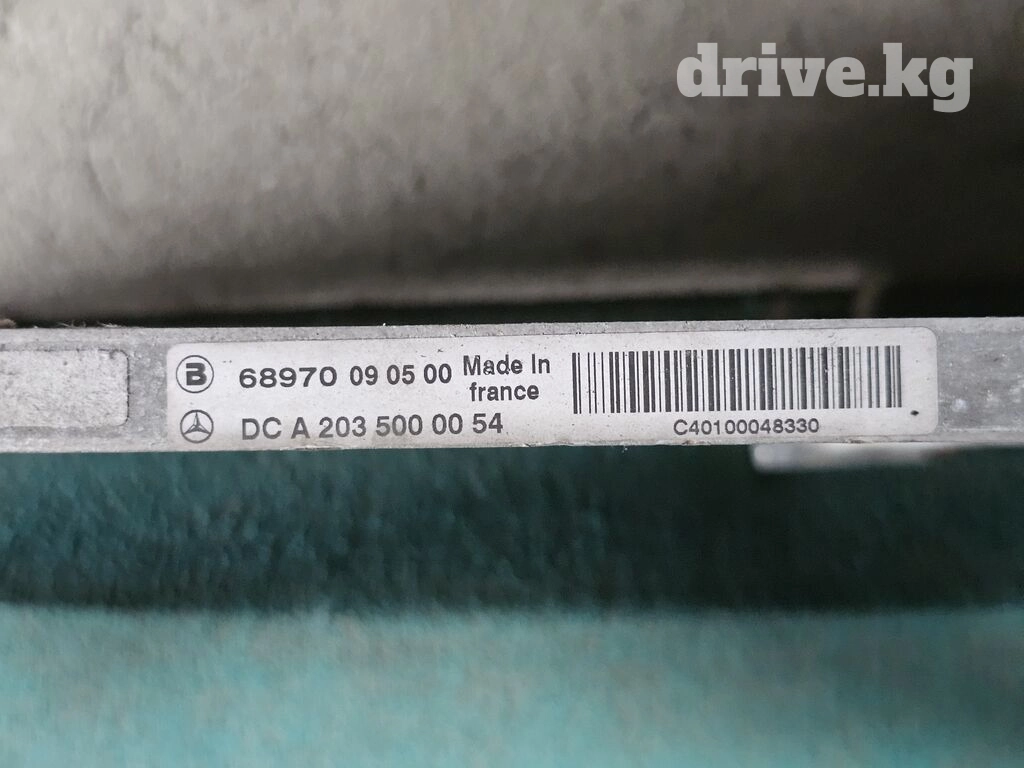 drive.kg
B 68970 09 05 00 Made In
france
DC A 203 500 00 54
C40100048330